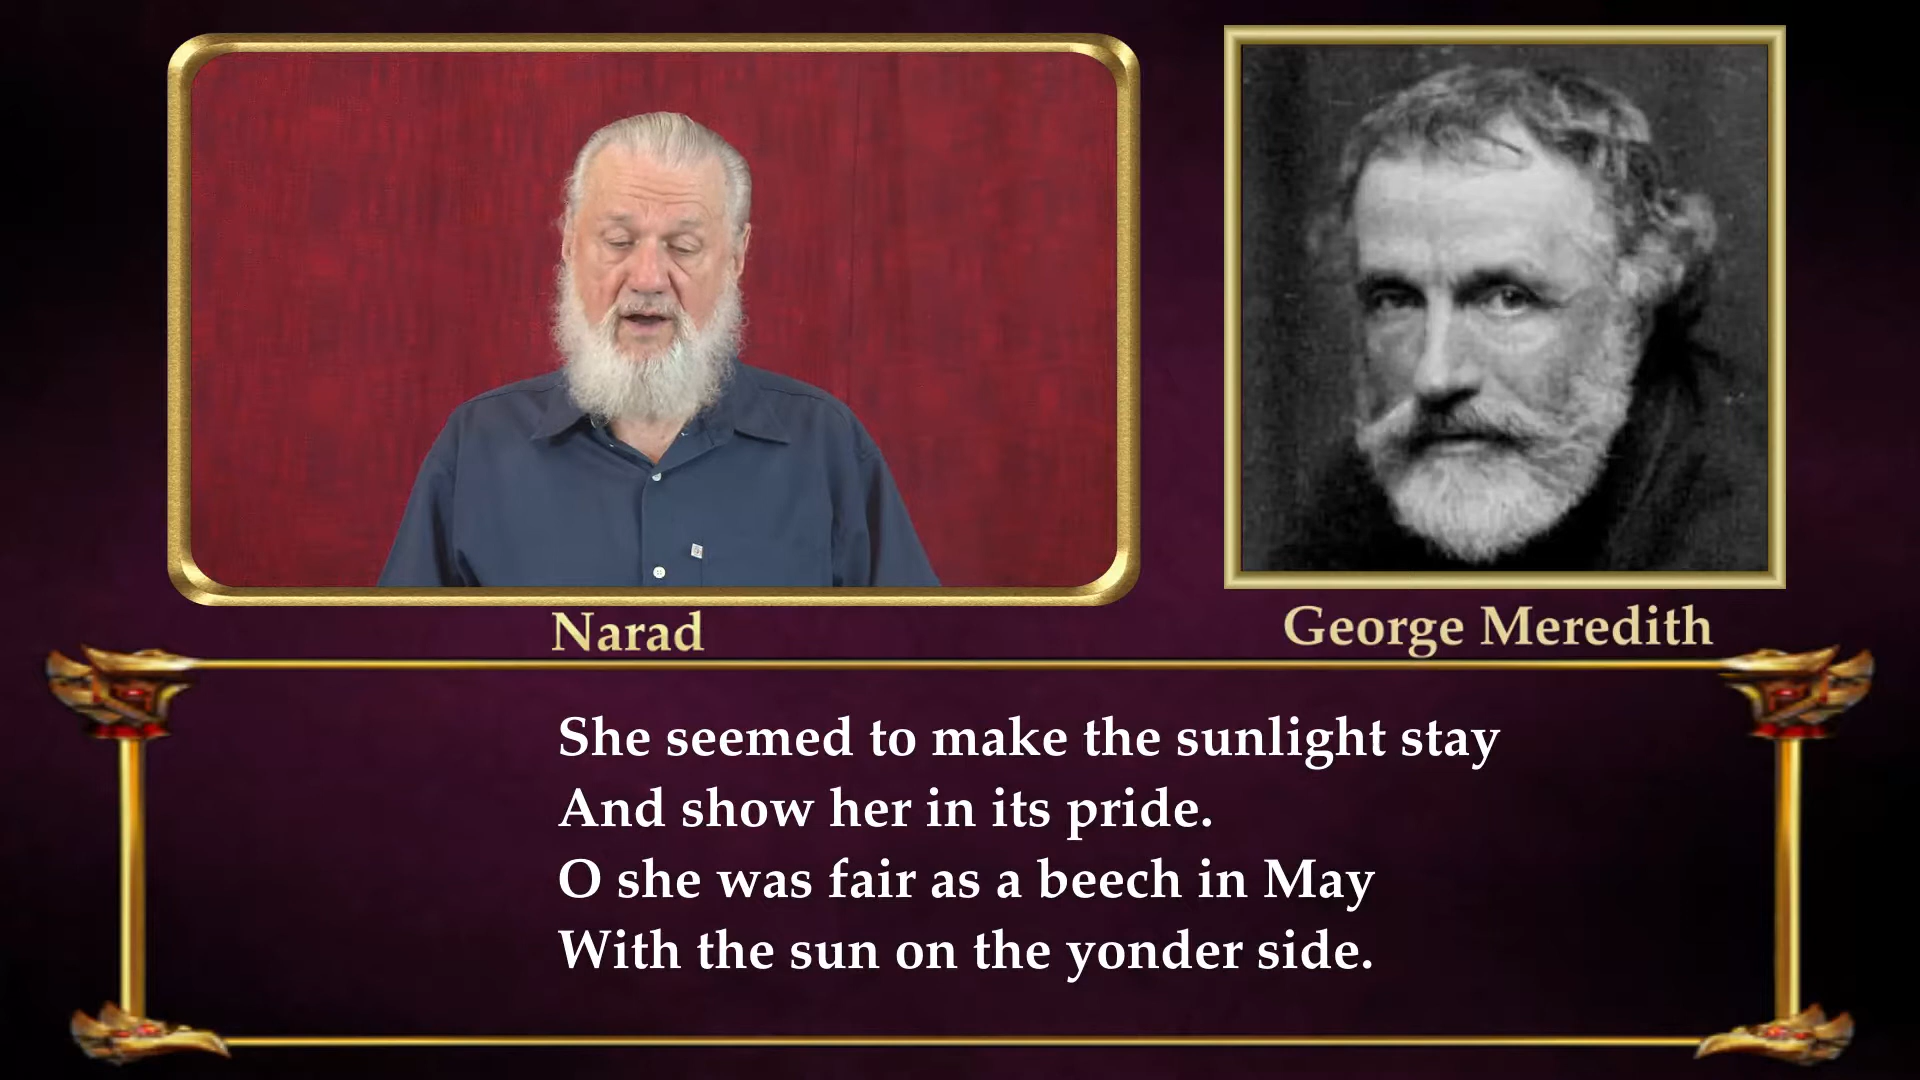 Narad
George Meredith
She seemed to make the sunlight stay
And show her in its pride.
O she was fair as a beech in May
With the sun on the yonder side.